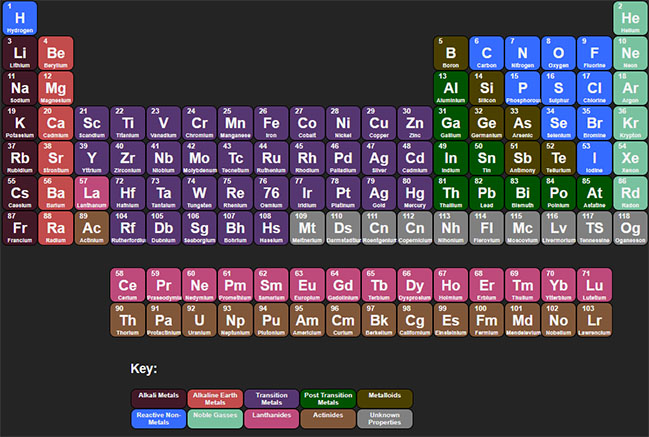 1 2
H He
Hydrogen Helium
3 4 5 6 7 8 9 10
Li Be B C N O F Ne
Lithium Berylium Boron Carbon Nitrogen Oxygen Fluorine Neon
11 12 13 14 15 16 17 18
Na Mg Al Si P S Cl Ar
Sodium Magnesium Aluminium Silicon Phosphorous Sulphur Chlorine Argon
19 20 21 22 23 24 25 26 27 28 29 30 31 32 33 34 35 36
K Ca Sc Ti V Cr Mn Fe Co Ni Cu Zn Ga Ge As Se Br Kr
Potassium Cadmium Scandium Titanium Vanadium Chromium Manganese Iron Cobalt Nickel Copper Zinc Gallium Germanium Arsenic Selenium Bromine Krypton
37 38 39 40 41 42 43 44 45 46 47 48 49 50 51 52 53 54
Rb Sr Y Zr Nb Mo Tc Ru Rh Pd Ag Cd In Sn Sb Te I Xe
Rubidium Strontium Yttrium Zirconium Niobium Molybdenum Ruthenium Rhodium Palladium Silver Cadmium Indium Tin Antimony Tellurium Iodine Xenon
55 56 57 72 73 74 75 76 77 78 79 80 81 82 83 84 85 86
Cs Ba La Hf Ta W Re 76 Ir Pt Au Hg Th Pb Bi Po At Rd
Caesium Barium Lanthanum Hafnium Tantalum Tungsten Rhenium Osmium Iridium Platinum Gold Mercury Thallium Lead Bismuth Astatine Radon
87 88 89 104 105 106 107 108 109 110 111 112 113 114 115 116 117 118
Fr Ra Ac Rf Db Sg Bh Hs Mt Ds Cn Cn Nh Fl Mc Lv TS Og
Francium Radium Actinium Rutherfordiu Dubnium Seaborgium Bohrium Hassium Meitnerium Roentgenium Copernicium Nihonium Flerovium Moscovium Livermorium Tennessine Oganesson
58 59 60 61 62 63 64 65 66 67 68 69 70 71
Ce Pr Ne Pm Sm Eu Gd Tb Dy Ho Er Tm Yb Lu
Cerium Nedymium Promethium Samarium Europium Gadolinium Terbium Dysprosium Holmium Erbium Thulium Ytterbium Lutetium
90 91 92 93 94 95 96 97 98 99 100 101 102 103
Th Pa U Np Pu Am Cm Bk Cg Es Fm Md No Lr
Thorium Protactinium Uranium Neptunium Plutonium Americium Curium Berkelium Californium Einsteinium Fermium Mendelevium Nobelium Lawrencium
Key:
Alkali Metals Alkaline Earth Metals Transition Metals Post Transition Metals Metalloids
Reactive Non-Metals Noble Gasses Lanthanides Actinides Unknown Properties